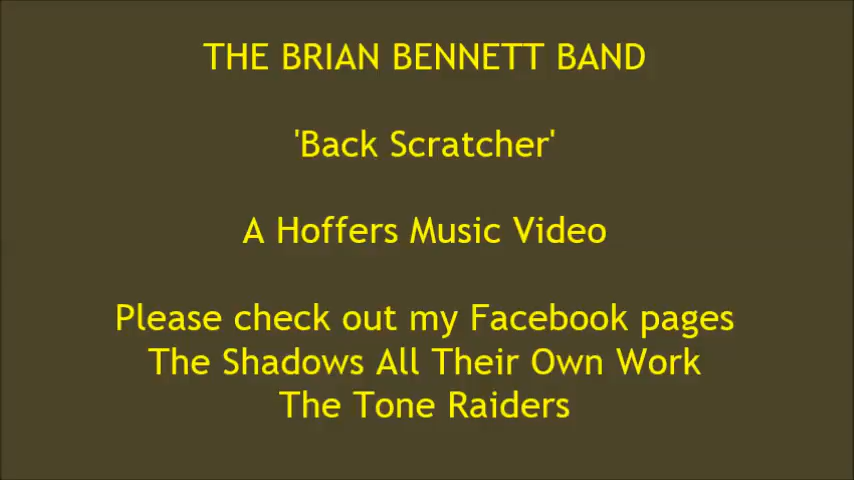 THE BRIAN BENNETT BAND
'Back Scratcher'
A Hoffers Music Video
Please check out my Facebook pages
The Shadows All Their Own Work
The Tone Raiders